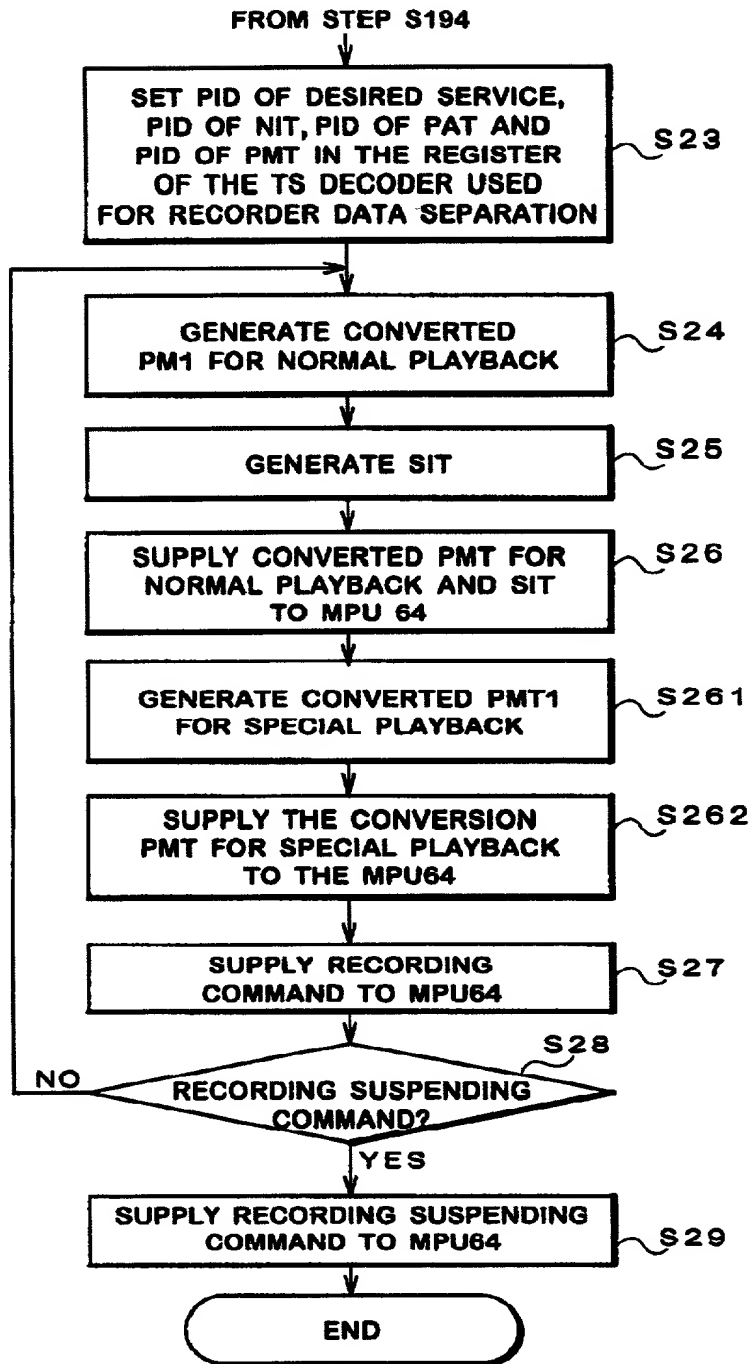 FROM STEP S194
SET PID OF DESIRED SERVICE,
PID OF NIT, PID OF PAT AND
PID OF PMT IN THE REGISTER
OF THE TS DECODER USED
FOR RECORDER DATA SEPARATION
S23
GENERATE CONVERTED
PM1 FOR NORMAL PLAYBACK
S24
GENERATE SIT
S25
SUPPLY CONVERTED PMT FOR
NORMAL PLAYBACK AND SIT
TO MPU 64
S26
GENERATE CONVERTED PMT1
FOR SPECIAL PLAYBACK
S261
SUPPLY THE CONVERSION
PMT FOR SPECIAL PLAYBACK
TO THE MPU64
S262
SUPPLY RECORDING
COMMAND TO MPU64
S27
S28
NO
RECORDING SUSPENDING
COMMAND?
YES
SUPPLY RECORDING SUSPENDING
COMMAND TO MPU64
S29
END